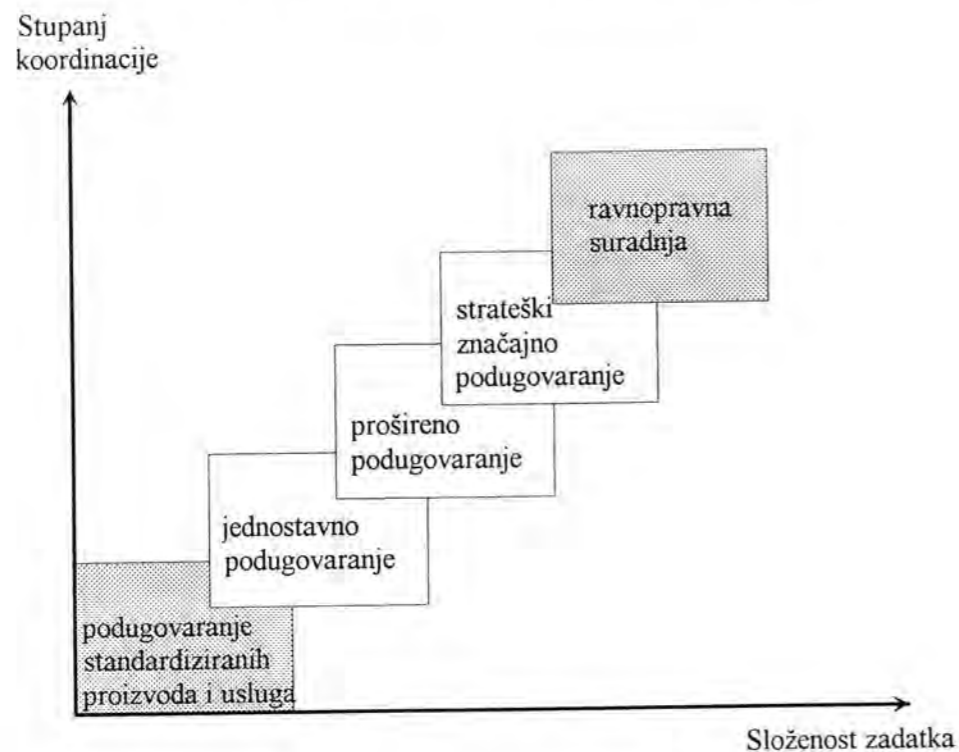 Stupanj
koordinacije
ravnopravna
suradnja
strateški
značajno
podugovaranje
prošireno
podugovaranje
jednostavno
podugovaranje
podugovaranje
standardiziranih
proizvoda i usluga
Složenost zadatka